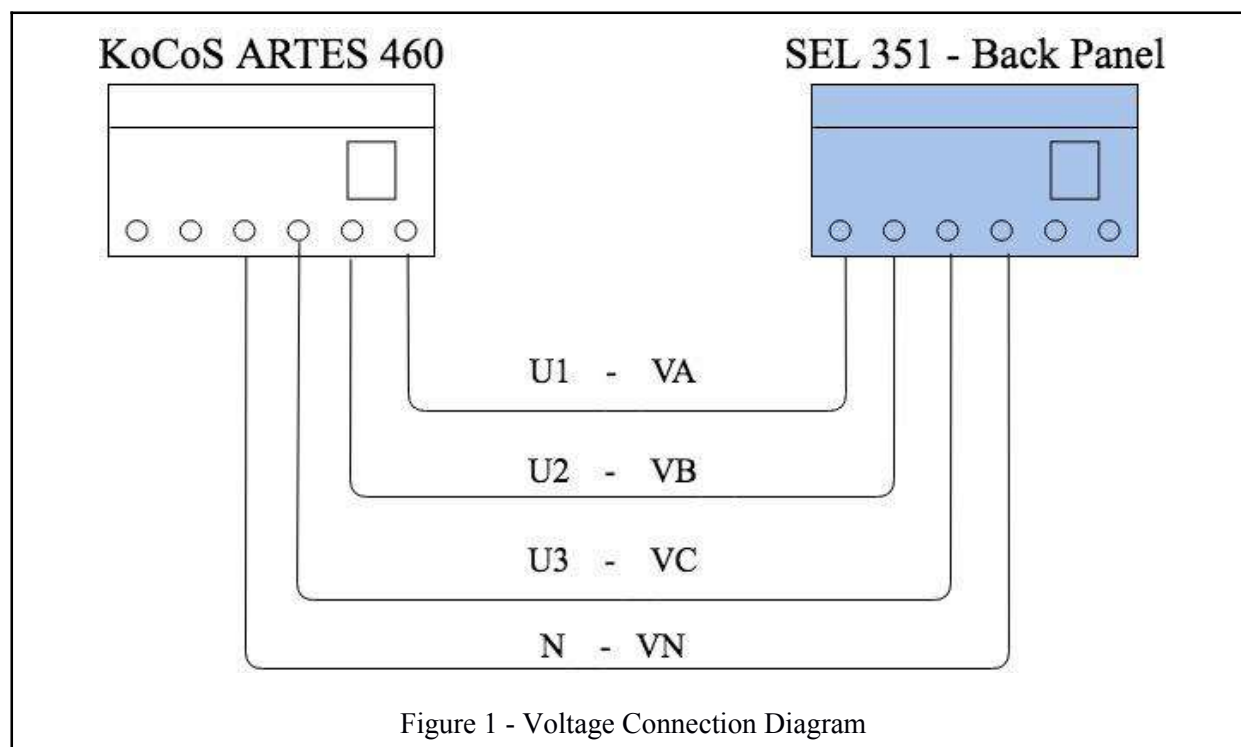 KoCoS ARTES 460
SEL 351 - Back Panel
U1 - VA
U2 - VB
U3 - VC
N - VN
Figure 1 - Voltage Connection Diagram